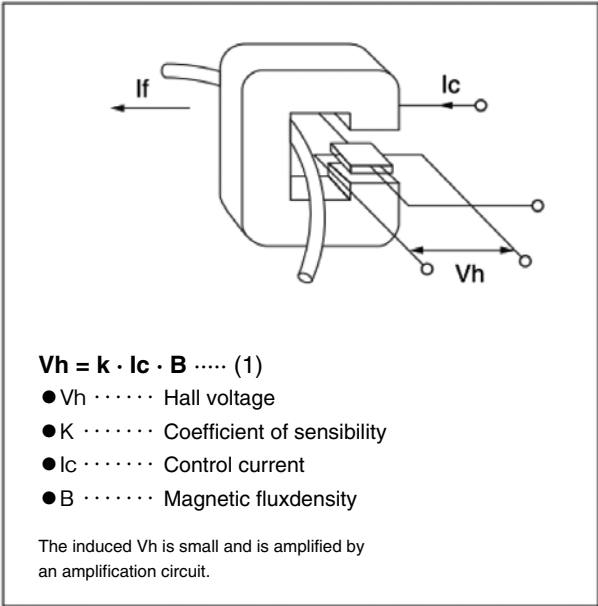 If
Ic
Vh
Vh = k · Ic · B ····· (1)
● Vh ······ Hall voltage
● K ······· Coefficient of sensibility
● Ic ······· Control current
● B ······· Magnetic fluxdensity
The induced Vh is small and is amplified by
an amplification circuit.